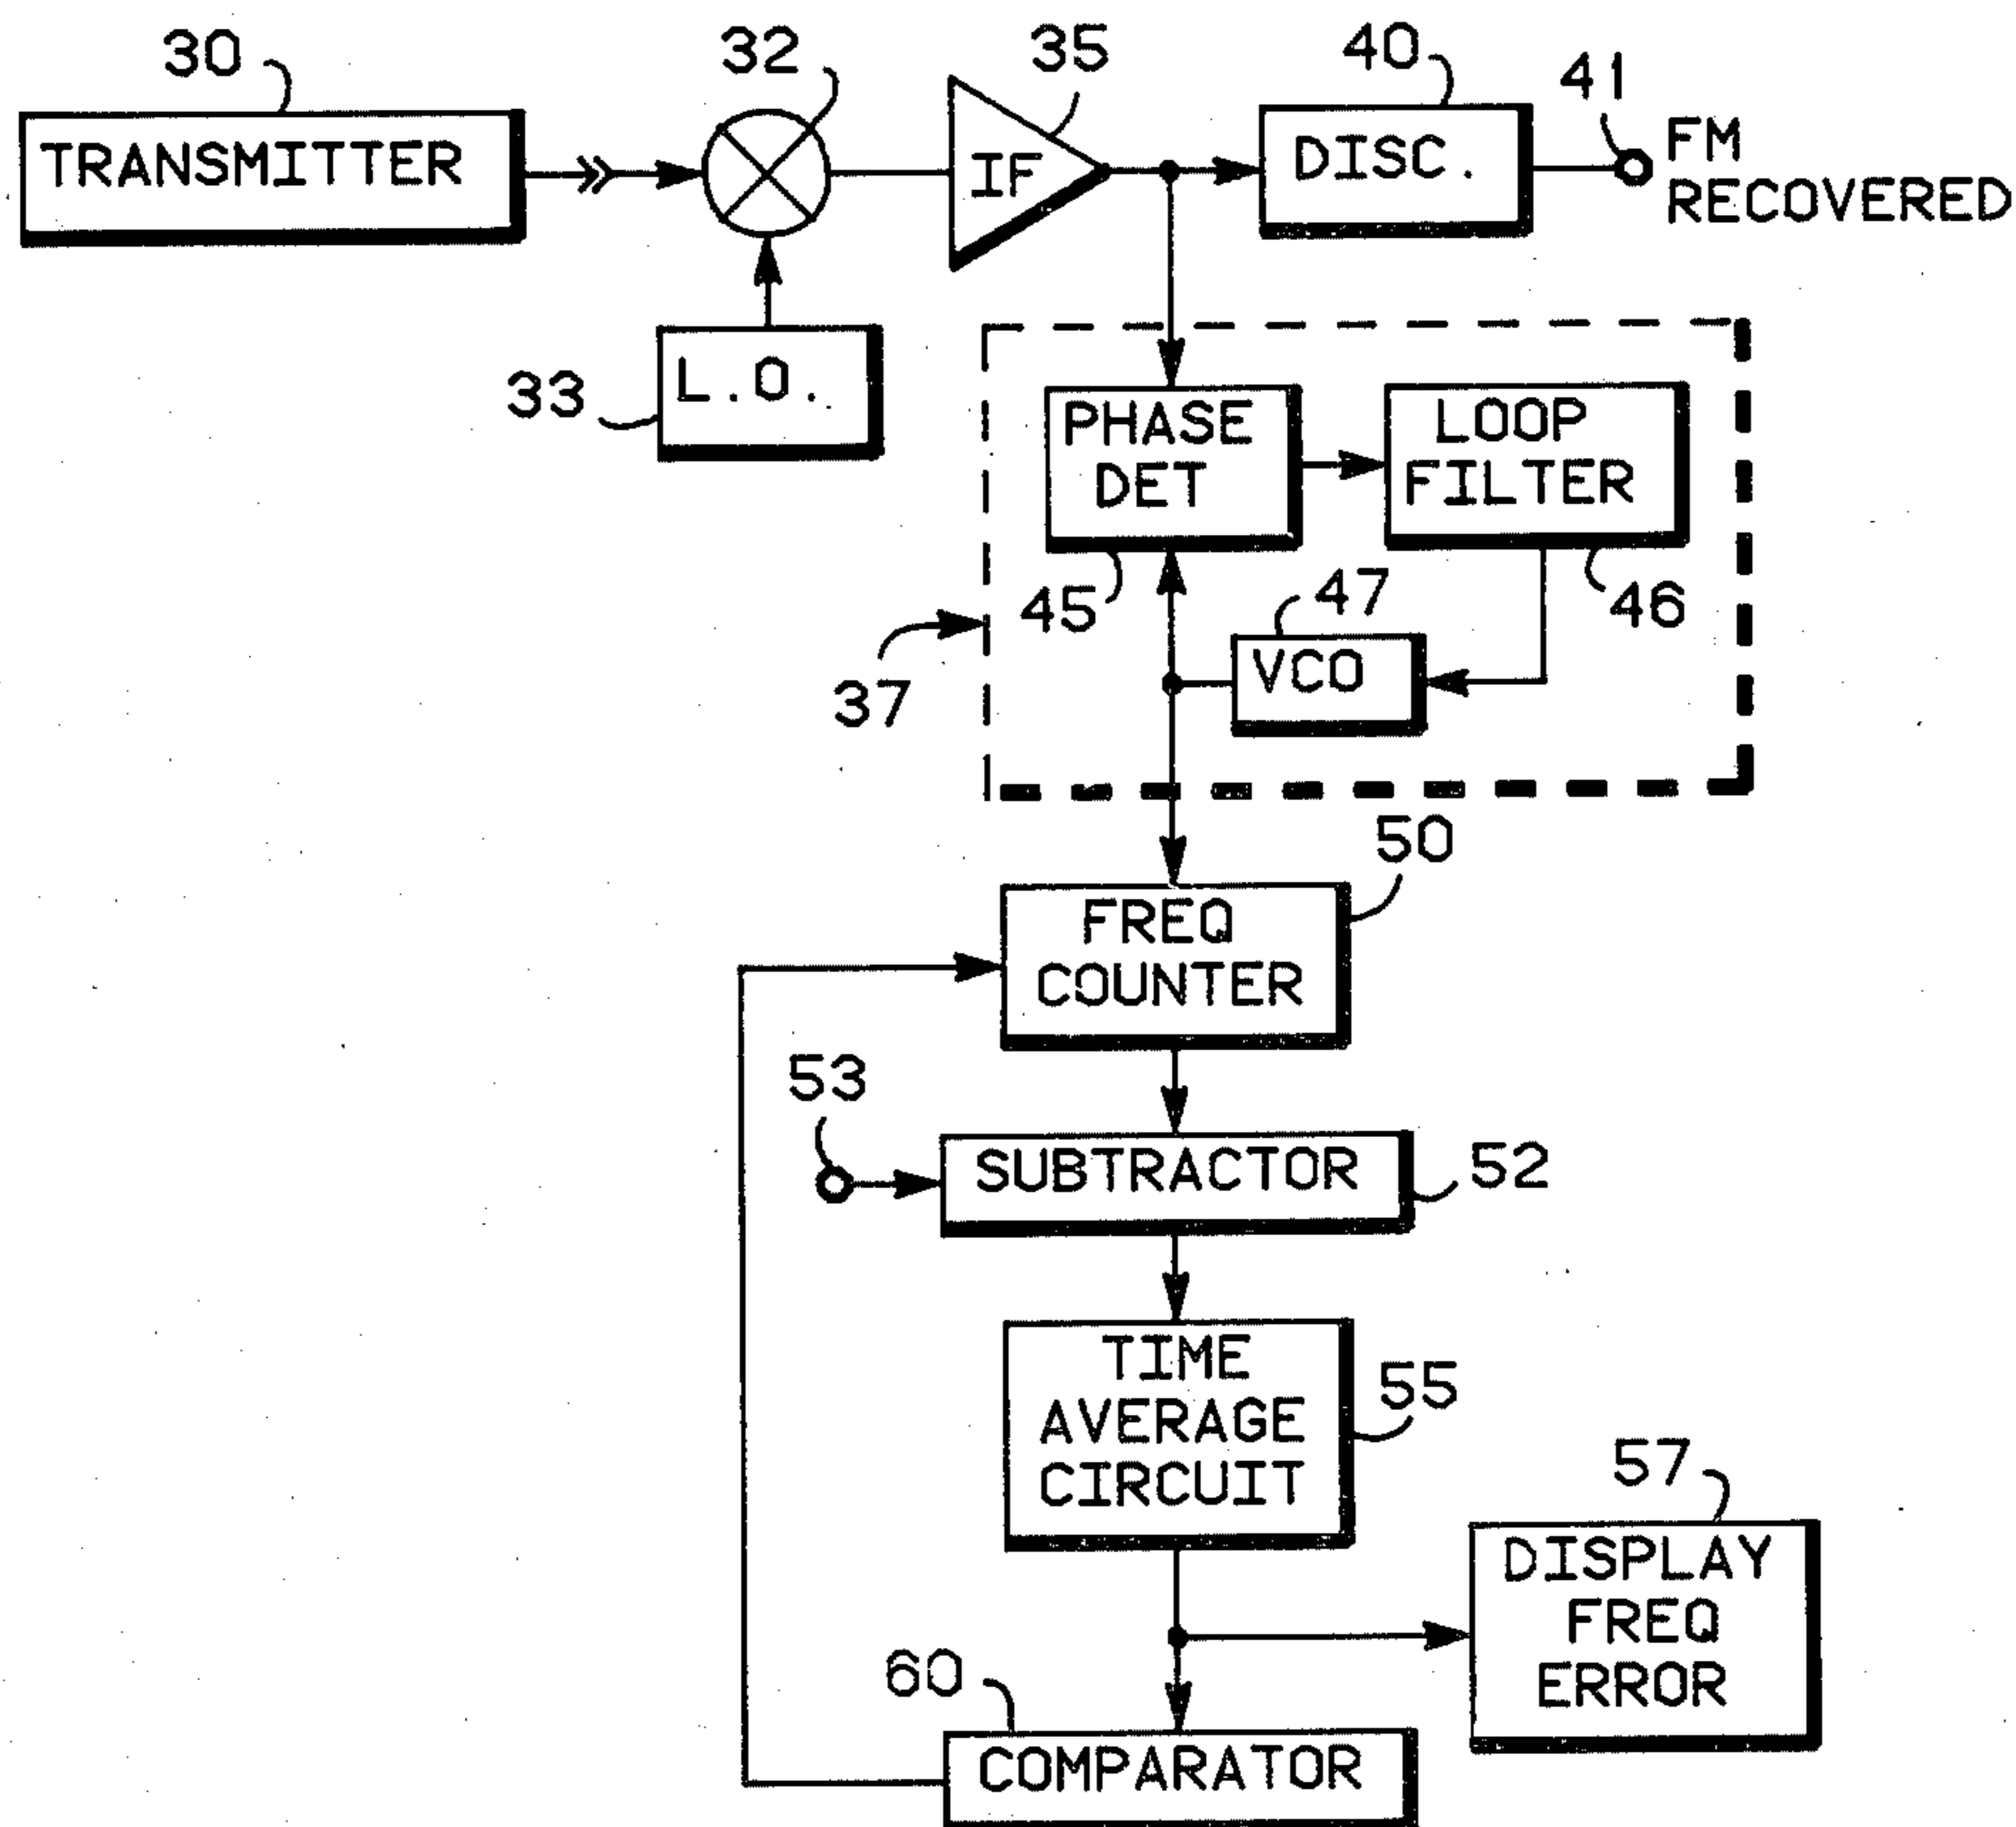 30
32
35
40
41
TRANSMITTER
IF
DISC.
FM
RECOVERED
33
L.O.
PHASE
DET
LOOP
FILTER
45
47
46
37
VCO
50
FREQ
COUNTER
53
SUBTRACTOR
52
TIME
AVERAGE
CIRCUIT
55
57
DISPLAY
FREQ
ERROR
60
COMPARATOR